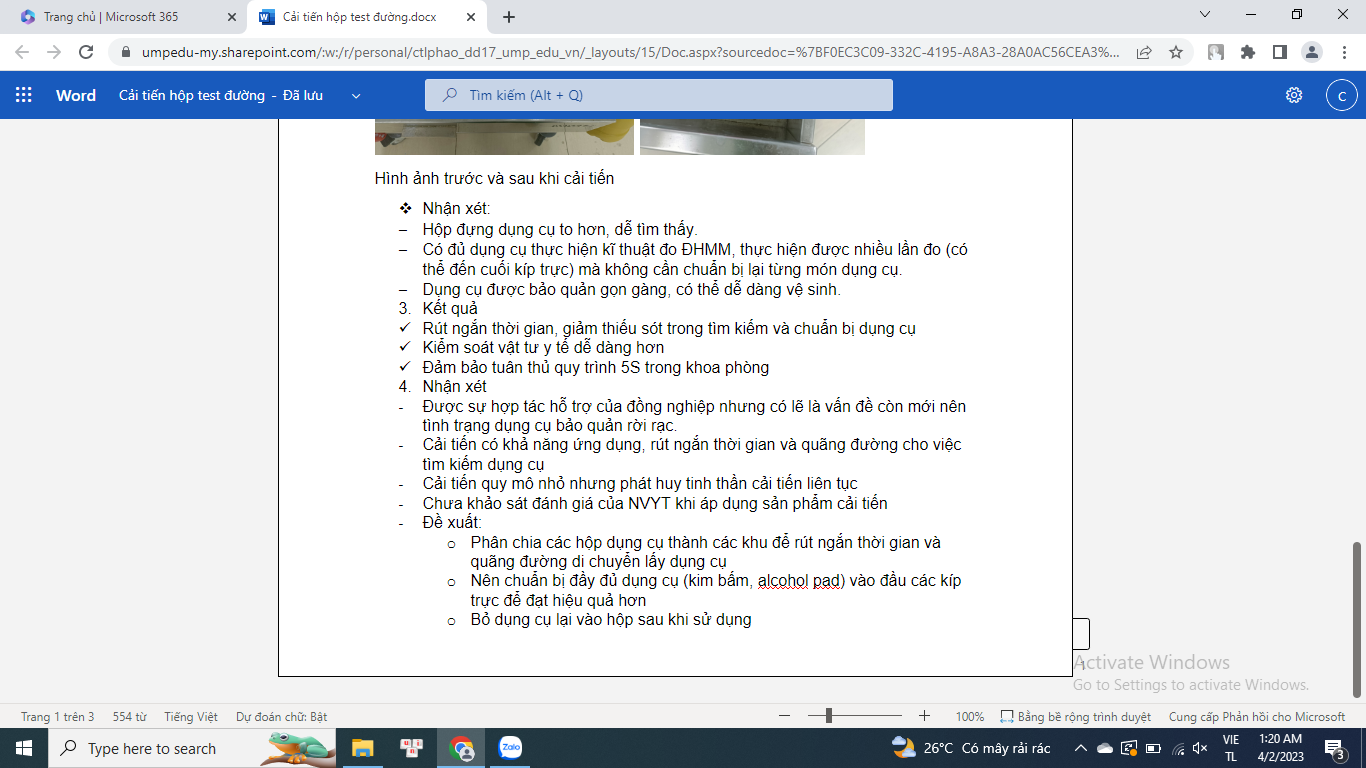 Trang chủ | Microsoft 365
Cải tiến hộp test đường.docx
umpedu-my.sharepoint.com/:w:/r/personal/ctlphao_dd17_ump_edu_vn/_layouts/15/Doc.aspx?sourcedoc=%7BF0EC3C09-332C-4195-A8A3-28A0AC56CEA3%...
Word Cải tiến hộp test đường - Đã lưu Tìm kiếm (Alt + Q) C
Hình ảnh trước và sau khi cải tiến
❖ Nhận xét:
– Hộp đựng dụng cụ to hơn, dễ tìm thấy.
– Có đủ dụng cụ thực hiện kĩ thuật đo ĐHMM, thực hiện được nhiều lần đo (có
thể đến cuối kíp trực) mà không cần chuẩn bị lại từng món dụng cụ.
– Dụng cụ được bảo quản gọn gàng, có thể dễ dàng vệ sinh.
3. Kết quả
✓ Rút ngắn thời gian, giảm thiếu sót trong tìm kiếm và chuẩn bị dụng cụ
✓ Kiểm soát vật tư y tế dễ dàng hơn
✓ Đảm bảo tuân thủ quy trình 5S trong khoa phòng
4. Nhận xét
- Được sự hợp tác hỗ trợ của đồng nghiệp nhưng có lẽ là vấn đề còn mới nên
tình trạng dụng cụ bảo quản rời rạc.
- Cải tiến có khả năng ứng dụng, rút ngắn thời gian và quãng đường cho việc
tìm kiếm dụng cụ
- Cải tiến quy mô nhỏ nhưng phát huy tinh thần cải tiến liên tục
- Chưa khảo sát đánh giá của NVYT khi áp dụng sản phẩm cải tiến
- Đề xuất:
o Phân chia các hộp dụng cụ thành các khu để rút ngắn thời gian và
quãng đường di chuyển lấy dụng cụ
o Nên chuẩn bị đầy đủ dụng cụ (kim bấm, alcohol pad) vào đầu các kíp
trực để đạt hiệu quả hơn
o Bỏ dụng cụ lại vào hộp sau khi sử dụng
1
Activate Windows
Go to Settings to activate Windows.
Trang 1 trên 3 554 từ Tiếng Việt Dự đoán chữ: Bật 100% Bằng bề rộng trình duyệt Cung cấp Phản hồi cho Microsoft
Type here to search Zalo 26°C Có mây rải rác VIE 1:20 AM
TL 4/2/2023 3